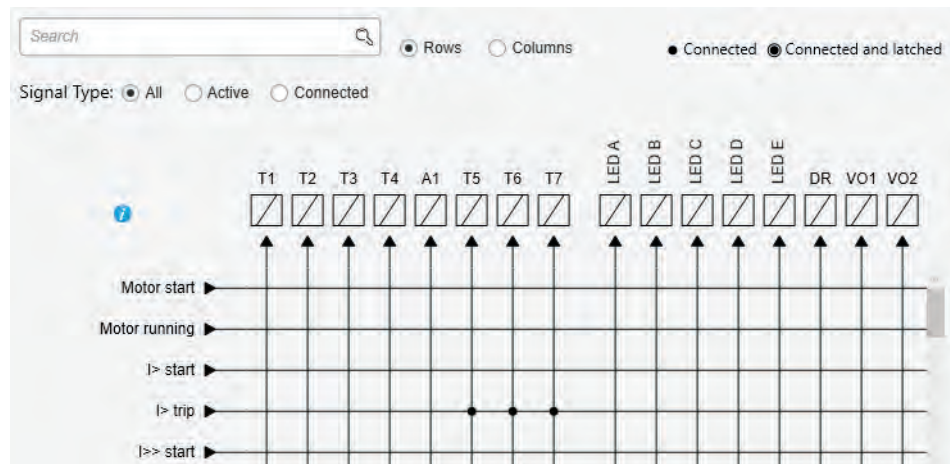 Search
Rows Columns Connected Connected and latched
Signal Type: All Active Connected
T1 T2 T3 T4 A1 T5 T6 T7 LED A LED B LED C LED D LED E DR VO1 VO2
i
Motor start
Motor running
I> start
I> trip
I>> start